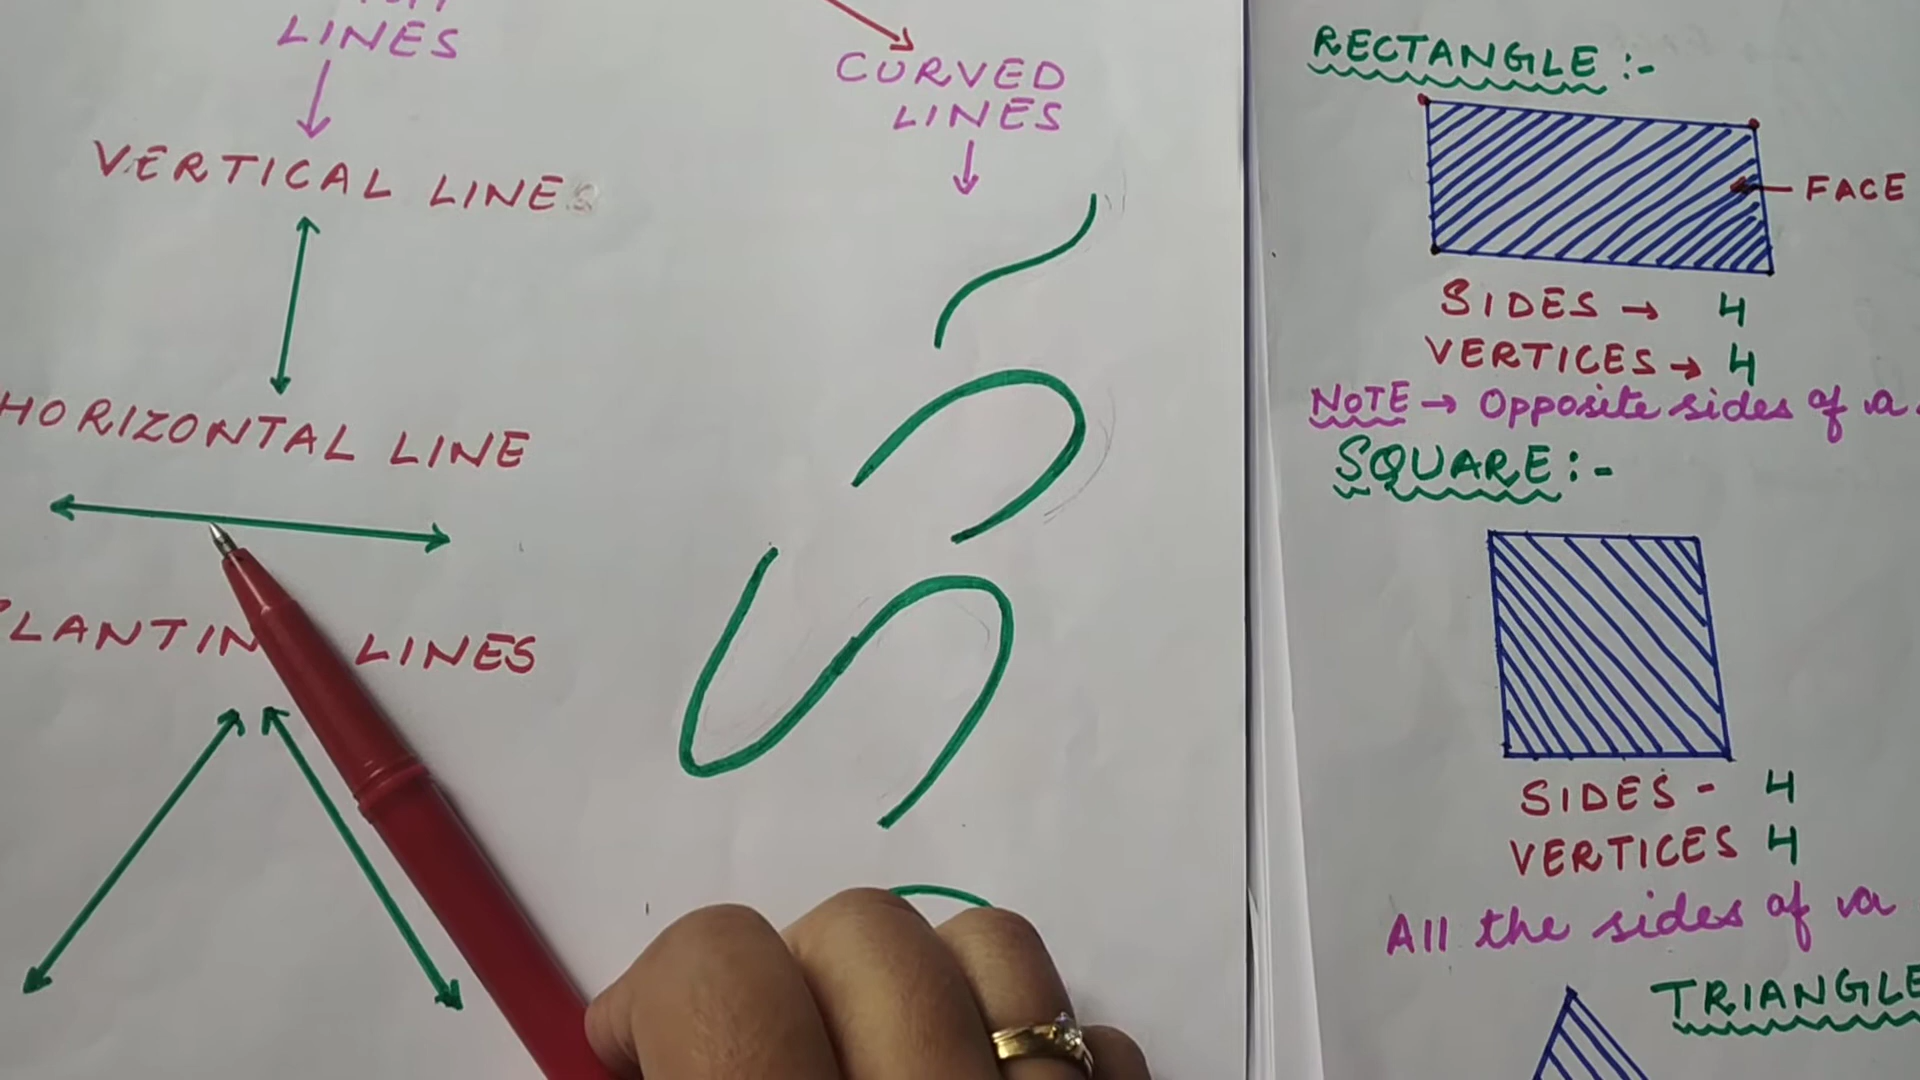 LINES
VERTICAL LINES
HORIZONTAL LINE
LINES
CURVED
LINES
RECTANGLE :-
FACE
SIDES → 4
VERTICES → 4
NOTE → Opposite sides of a
SQUARE :-
SIDES - 4
VERTICES 4
All the sides of a
TRIANGLE